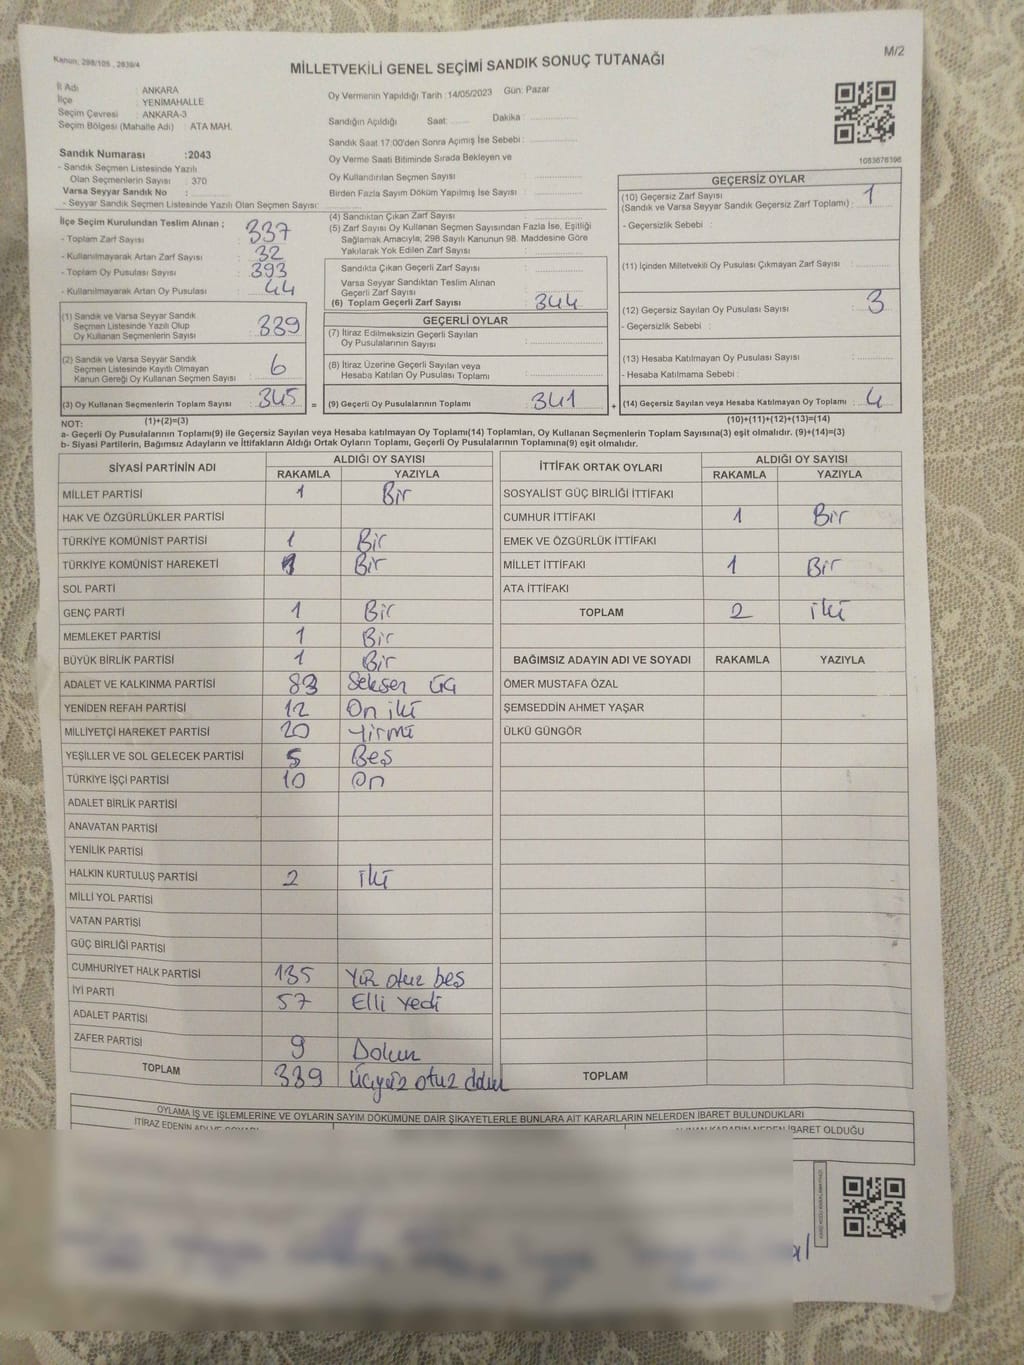 Kanun, 298/105 , 2839/4
M/2
MİLLETVEKİLİ GENEL SEÇİMİ SANDIK SONUÇ TUTANAĞI
İl Adı : ANKARA
İlçe : YENİMAHALLE
Seçim Çevresi : ANKARA-3
Seçim Bölgesi (Mahalle Adı) : ATA MAH.
Sandık Numarası :2043
- Sandık Seçmen Listesinde Yazılı
Olan Seçmenlerin Sayısı : 370
Varsa Seyyar Sandık No :
- Seyyar Sandık Seçmen Listesinde Yazılı Olan Seçmen Sayısı:
Oy Vermenin Yapıldığı Tarih :14/05/2023 Gün: Pazar
Sandığın Açıldığı Saat: Dakika :
Sandık Saat 17.00'den Sonra Açımış İse Sebebi :
Oy Verme Saati Bitiminde Sırada Bekleyen ve
Oy Kullandırılan Seçmen Sayısı :
Birden Fazla Sayım Döküm Yapılmış İse Sayısı :
İlçe Seçim Kurulundan Teslim Alınan ;
- Toplam Zarf Sayısı : 337
- Kullanılmayarak Artan Zarf Sayısı : 32
- Toplam Oy Pusulası Sayısı : 393
- Kullanılmayarak Artan Oy Pusulası : 44
(1) Sandık ve Varsa Seyyar Sandık
Seçmen Listesinde Yazılı Olup
Oy Kullanan Seçmenlerin Sayısı : 339
(2) Sandık ve Varsa Seyyar Sandık
Seçmen Listesinde Kayıtlı Olmayan
Kanun Gereği Oy Kullanan Seçmen Sayısı : 6
(3) Oy Kullanan Seçmenlerin Toplam Sayısı : 345
(1)+(2)=(3)
(4) Sandıktan Çıkan Zarf Sayısı :
(5) Zarf Sayısı Oy Kullanan Seçmen Sayısından Fazla İse, Eşitliği
Sağlamak Amacıyla, 298 Sayılı Kanunun 98. Maddesine Göre
Yakılarak Yok Edilen Zarf Sayısı :
Sandıkta Çıkan Geçerli Zarf Sayısı :
Varsa Seyyar Sandıktan Teslim Alınan
Geçerli Zarf Sayısı :
(6) Toplam Geçerli Zarf Sayısı : 344
GEÇERLİ OYLAR
(7) İtiraz Edilmeksizin Geçerli Sayılan
Oy Pusulalarının Sayısı :
(8) İtiraz Üzerine Geçerli Sayılan veya
Hesaba Katılan Oy Pusulası Toplamı :
= (9) Geçerli Oy Pusulalarının Toplamı : 341
1083678398
GEÇERSİZ OYLAR
(10) Geçersiz Zarf Sayısı
(Sandık ve Varsa Seyyar Sandık Geçersiz Zarf Toplamı) : 1
- Geçersizlik Sebebi :
(11) İçinden Milletvekili Oy Pusulası Çıkmayan Zarf Sayısı :
(12) Geçersiz Sayılan Oy Pusulası Sayısı : 3
- Geçersizlik Sebebi :
(13) Hesaba Katılmayan Oy Pusulası Sayısı :
- Hesaba Katılmama Sebebi :
+ (14) Geçersiz Sayılan veya Hesaba Katılmayan Oy Toplamı : 4
(10)+(11)+(12)+(13)=(14)
NOT:
a- Geçerli Oy Pusulalarının Toplamı(9) ile Geçersiz Sayılan veya Hesaba katılmayan Oy Toplamı(14) Toplamları, Oy Kullanan Seçmenlerin Toplam Sayısına(3) eşit olmalıdır. (9)+(14)=(3)
b- Siyasi Partilerin, Bağımsız Adayların ve İttifakların Aldığı Ortak Oyların Toplamı, Geçerli Oy Pusulalarının Toplamına(9) eşit olmalıdır.
SİYASİ PARTİNİN ADI ALDIĞI OY SAYISI
RAKAMLA YAZIYLA
MİLLET PARTİSİ 1 Bir
HAK VE ÖZGÜRLÜKLER PARTİSİ
TÜRKİYE KOMÜNİST PARTİSİ 1 Bir
TÜRKİYE KOMÜNİST HAREKETİ 1 Bir
SOL PARTİ
GENÇ PARTİ 1 Bir
MEMLEKET PARTİSİ 1 Bir
BÜYÜK BİRLİK PARTİSİ 1 Bir
ADALET VE KALKINMA PARTİSİ 83 Seksen üç
YENİDEN REFAH PARTİSİ 12 On iki
MİLLİYETÇİ HAREKET PARTİSİ 20 Yirmi
YEŞİLLER VE SOL GELECEK PARTİSİ 5 Beş
TÜRKİYE İŞÇİ PARTİSİ 10 On
ADALET BİRLİK PARTİSİ
ANAVATAN PARTİSİ
YENİLİK PARTİSİ
HALKIN KURTULUŞ PARTİSİ 2 iki
MİLLİ YOL PARTİSİ
VATAN PARTİSİ
GÜÇ BİRLİĞİ PARTİSİ
CUMHURİYET HALK PARTİSİ 135 Yüz otuz beş
İYİ PARTİ 57 Elli Yedi
ADALET PARTİSİ
ZAFER PARTİSİ 9 Dokuz
TOPLAM 339 Üçyüz otuz dokuz
İTTİFAK ORTAK OYLARI ALDIĞI OY SAYISI
RAKAMLA YAZIYLA
SOSYALİST GÜÇ BİRLİĞİ İTTİFAKI
CUMHUR İTTİFAKI 1 Bir
EMEK VE ÖZGÜRLÜK İTTİFAKI
MİLLET İTTİFAKI 1 Bir
ATA İTTİFAKI
TOPLAM 2 iki
BAĞIMSIZ ADAYIN ADI VE SOYADI RAKAMLA YAZIYLA
ÖMER MUSTAFA ÖZAL
ŞEMSEDDİN AHMET YAŞAR
ÜLKÜ GÜNGÖR
TOPLAM
OYLAMA İŞ VE İŞLEMLERİNE VE OYLARIN SAYIM DÖKÜMÜNE DAİR ŞİKAYETLERLE BUNLARA AİT KARARLARIN NELERDEN İBARET BULUNDUKLARI
İTİRAZ EDENİN
İBARET OLDUĞU